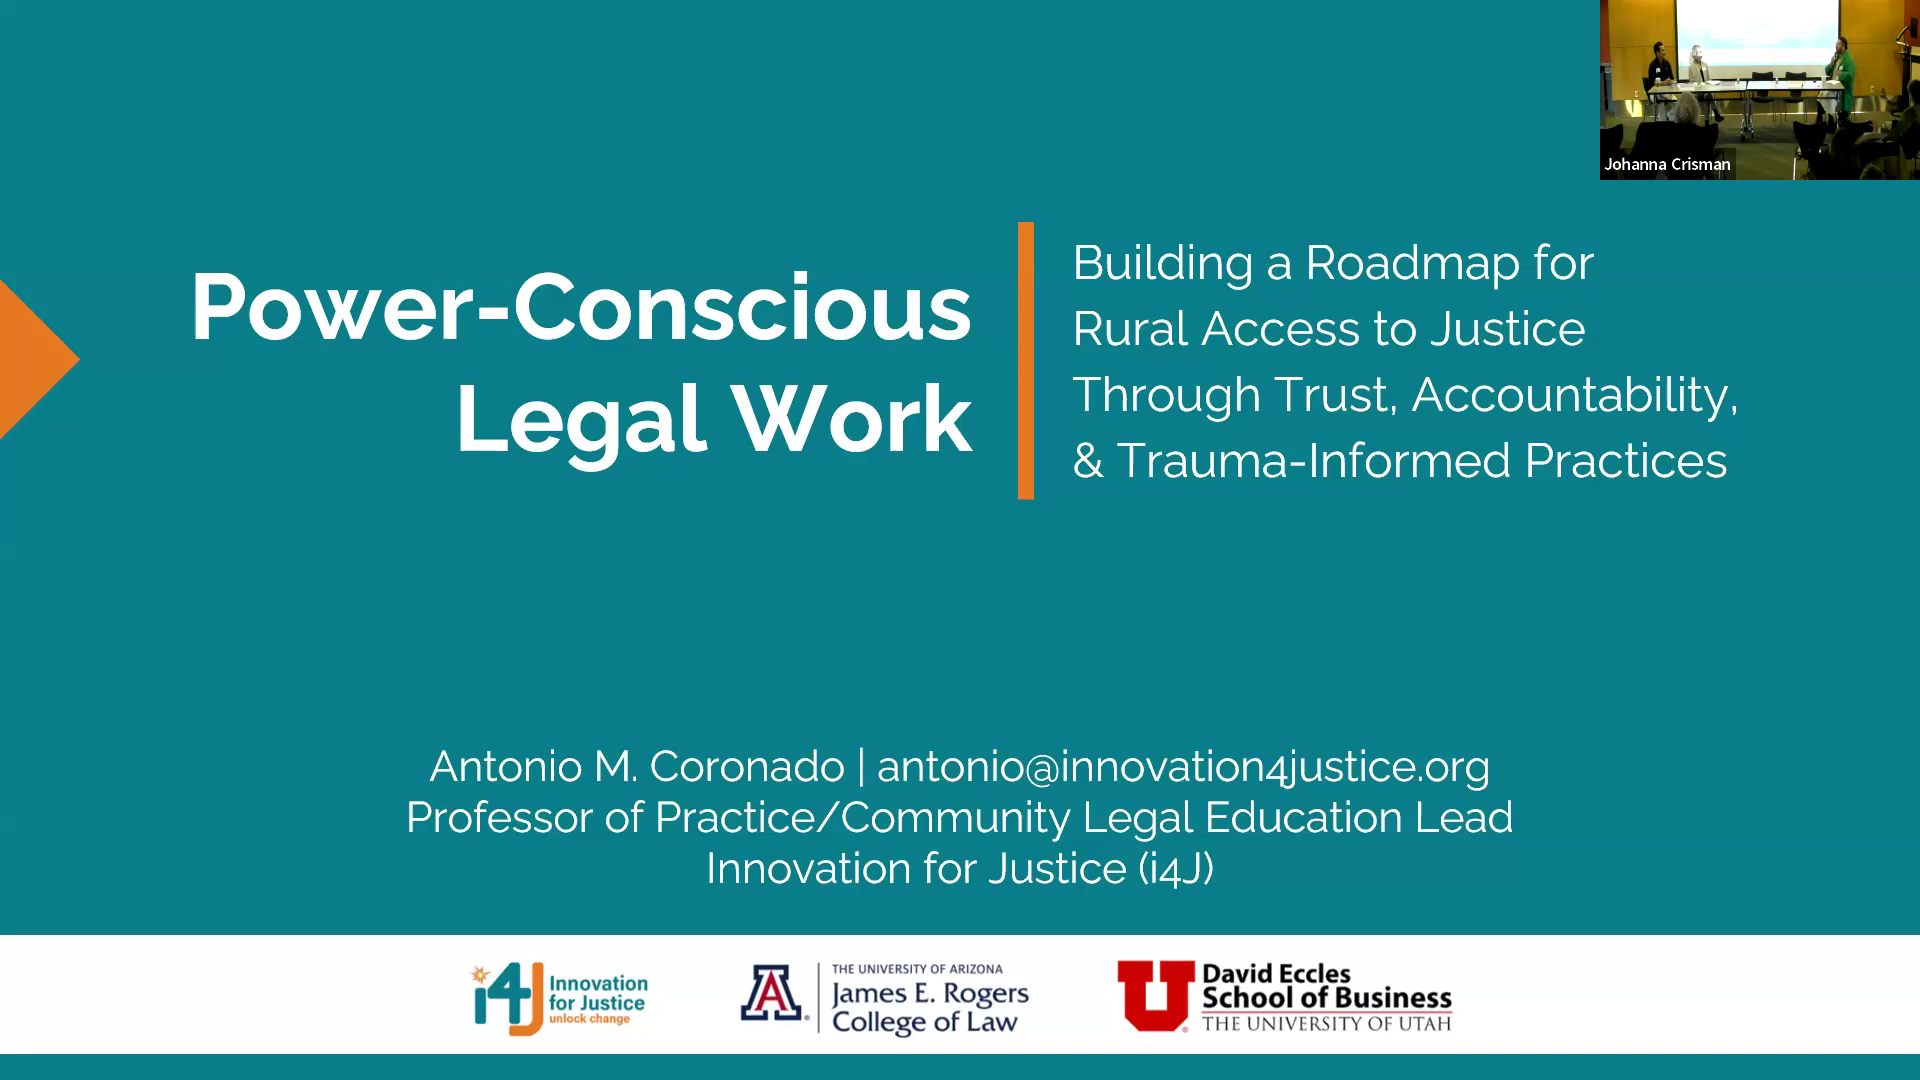 Johanna Crisman
Power-Conscious
Legal Work
Building a Roadmap for
Rural Access to Justice
Through Trust, Accountability,
& Trauma-Informed Practices
Antonio M. Coronado | antonio@innovation4justice.org
Professor of Practice/Community Legal Education Lead
Innovation for Justice (i4J)
i4J
Innovation
for Justice
unlock change
A
THE UNIVERSITY OF ARIZONA
James E. Rogers
College of Law
U
David Eccles
School of Business
THE UNIVERSITY OF UTAH